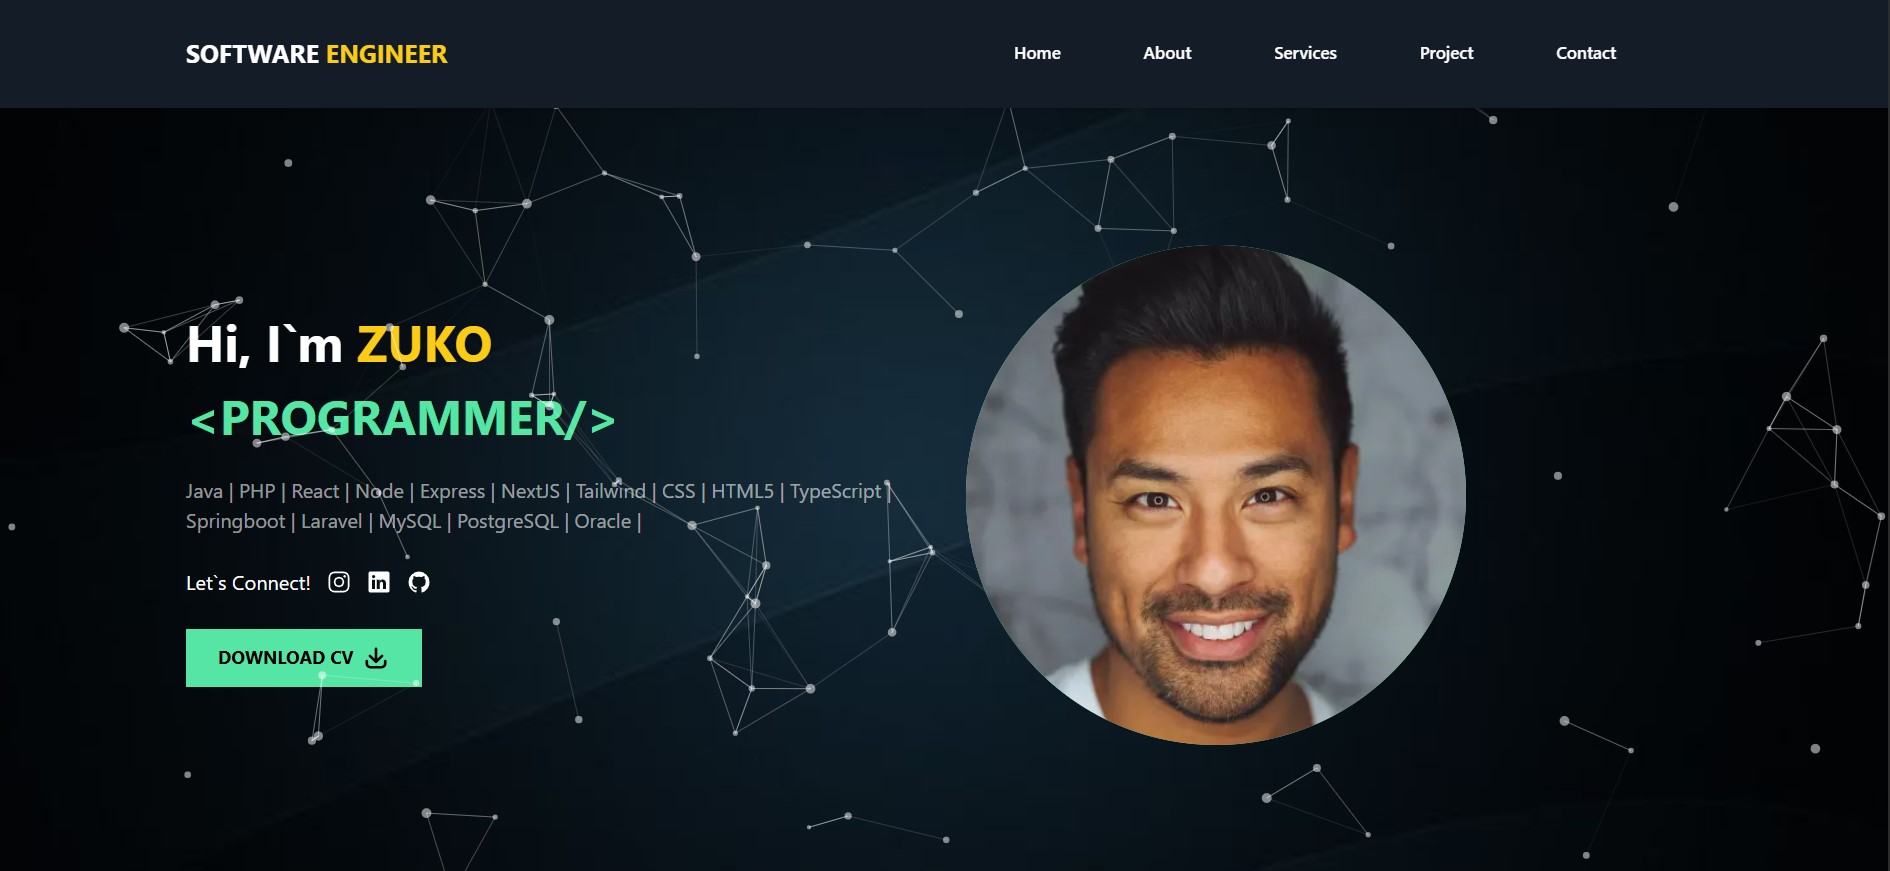 SOFTWARE ENGINEER
Home About Services Project Contact
Hi, I`m ZUKO
<PROGRAMMER/>
Java | PHP | React | Node | Express | NextJS | Tailwind | CSS | HTML5 | TypeScript |
Springboot | Laravel | MySQL | PostgreSQL | Oracle |
Let`s Connect!
DOWNLOAD CV